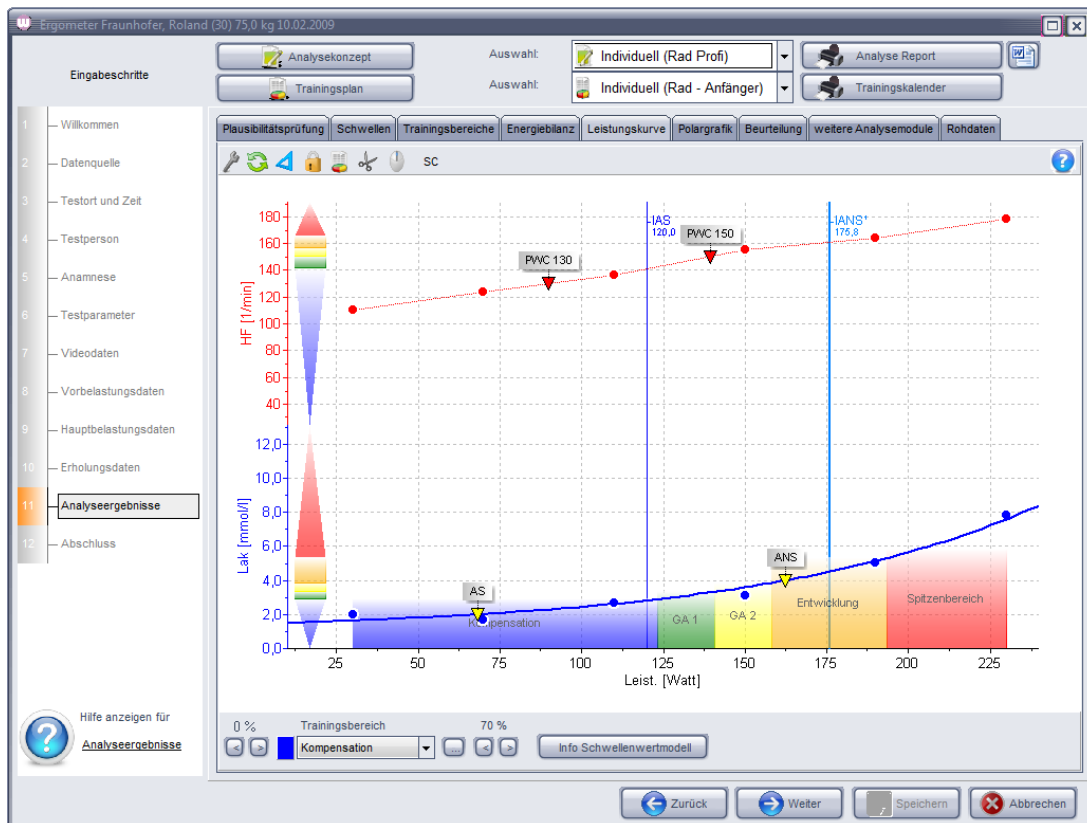 Ergometer Fraunhofer, Roland (30) 75,0 kg 10.02.2009
Eingabeschritte
Analysekonzept
Auswahl:
Individuell (Rad Profi)
Analyse Report
Trainingsplan
Auswahl:
Individuell (Rad - Anfänger)
Trainingskalender
1 Willkommen
2 Datenquelle
3 Testort und Zeit
4 Testperson
5 Anamnese
6 Testparameter
7 Videodaten
8 Vorbelastungsdaten
9 Hauptbelastungsdaten
10 Erholungsdaten
11 Analyseergebnisse
12 Abschluss
Hilfe anzeigen für
Analyseergebnisse
Plausibilitätsprüfung Schwellen Trainingsbereiche Energiebilanz Leistungskurve Polargrafik Beurteilung weitere Analysemodule Rohdaten
SC
HF [1/min]
180
160
140
120
100
80
60
40
IAS
120,0
IANS*
175,8
PWC 130
PWC 150
Lak [mmol/l]
12,0
10,0
8,0
6,0
4,0
2,0
0,0
AS
ANS
Kompensation
GA 1
GA 2
Entwicklung
Spitzenbereich
25 50 75 100 125 150 175 200 225
Leist. [Watt]
0 %
Trainingsbereich
70 %
< >
Kompensation
...
< >
Info Schwellenwertmodell
Zurück
Weiter
Speichern
Abbrechen